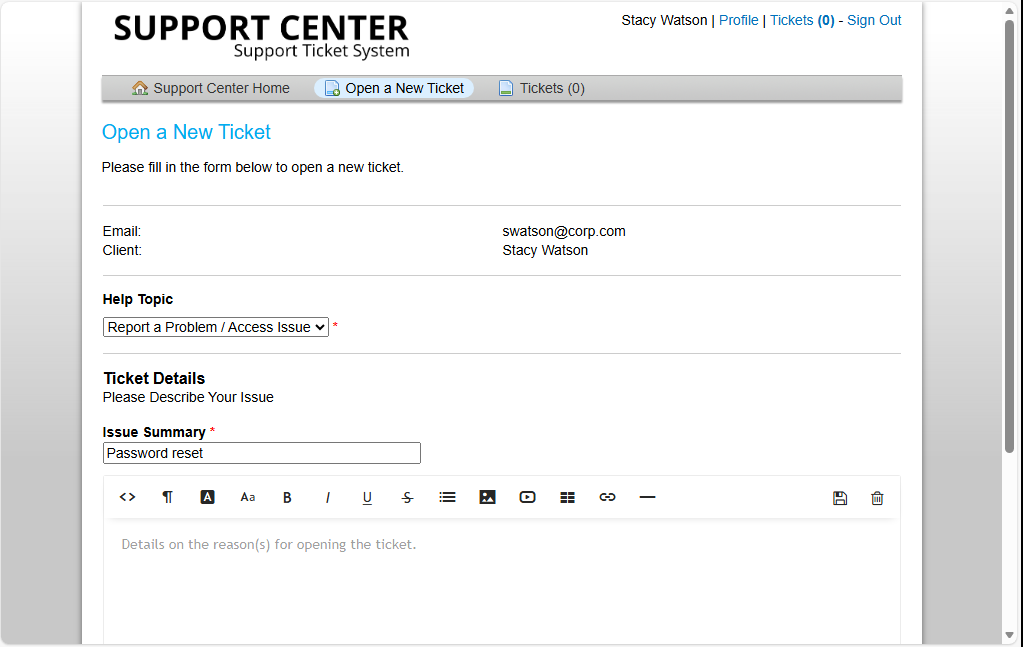 SUPPORT CENTER
Support Ticket System
Stacy Watson | Profile | Tickets (0) - Sign Out
Support Center Home Open a New Ticket Tickets (0)
Open a New Ticket
Please fill in the form below to open a new ticket.
Email: swatson@corp.com
Client: Stacy Watson
Help Topic
Report a Problem / Access Issue *
Ticket Details
Please Describe Your Issue
Issue Summary *
Password reset
<> ¶ A Aa B I U S
Details on the reason(s) for opening the ticket.